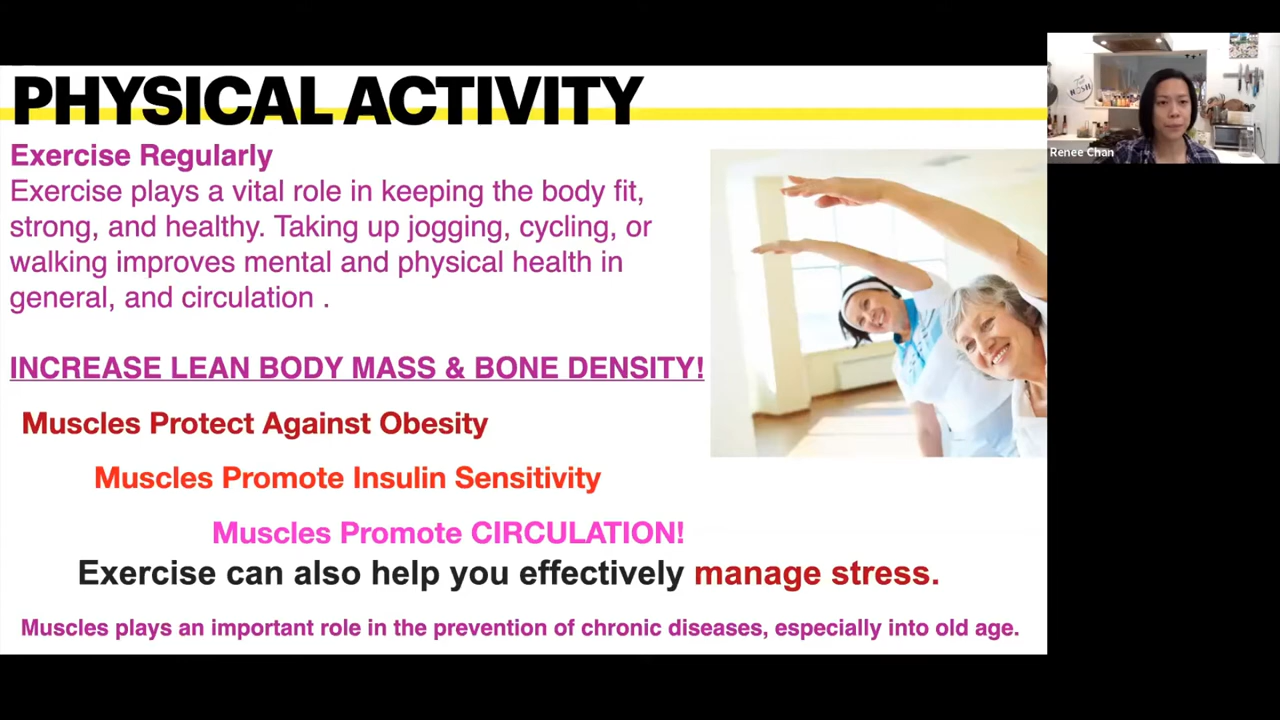 PHYSICAL ACTIVITY
Exercise Regularly
Exercise plays a vital role in keeping the body fit,
strong, and healthy. Taking up jogging, cycling, or
walking improves mental and physical health in
general, and circulation .
INCREASE LEAN BODY MASS & BONE DENSITY!
Muscles Protect Against Obesity
Muscles Promote Insulin Sensitivity
Muscles Promote CIRCULATION!
Exercise can also help you effectively manage stress.
Muscles plays an important role in the prevention of chronic diseases, especially into old age.
Renee Chan